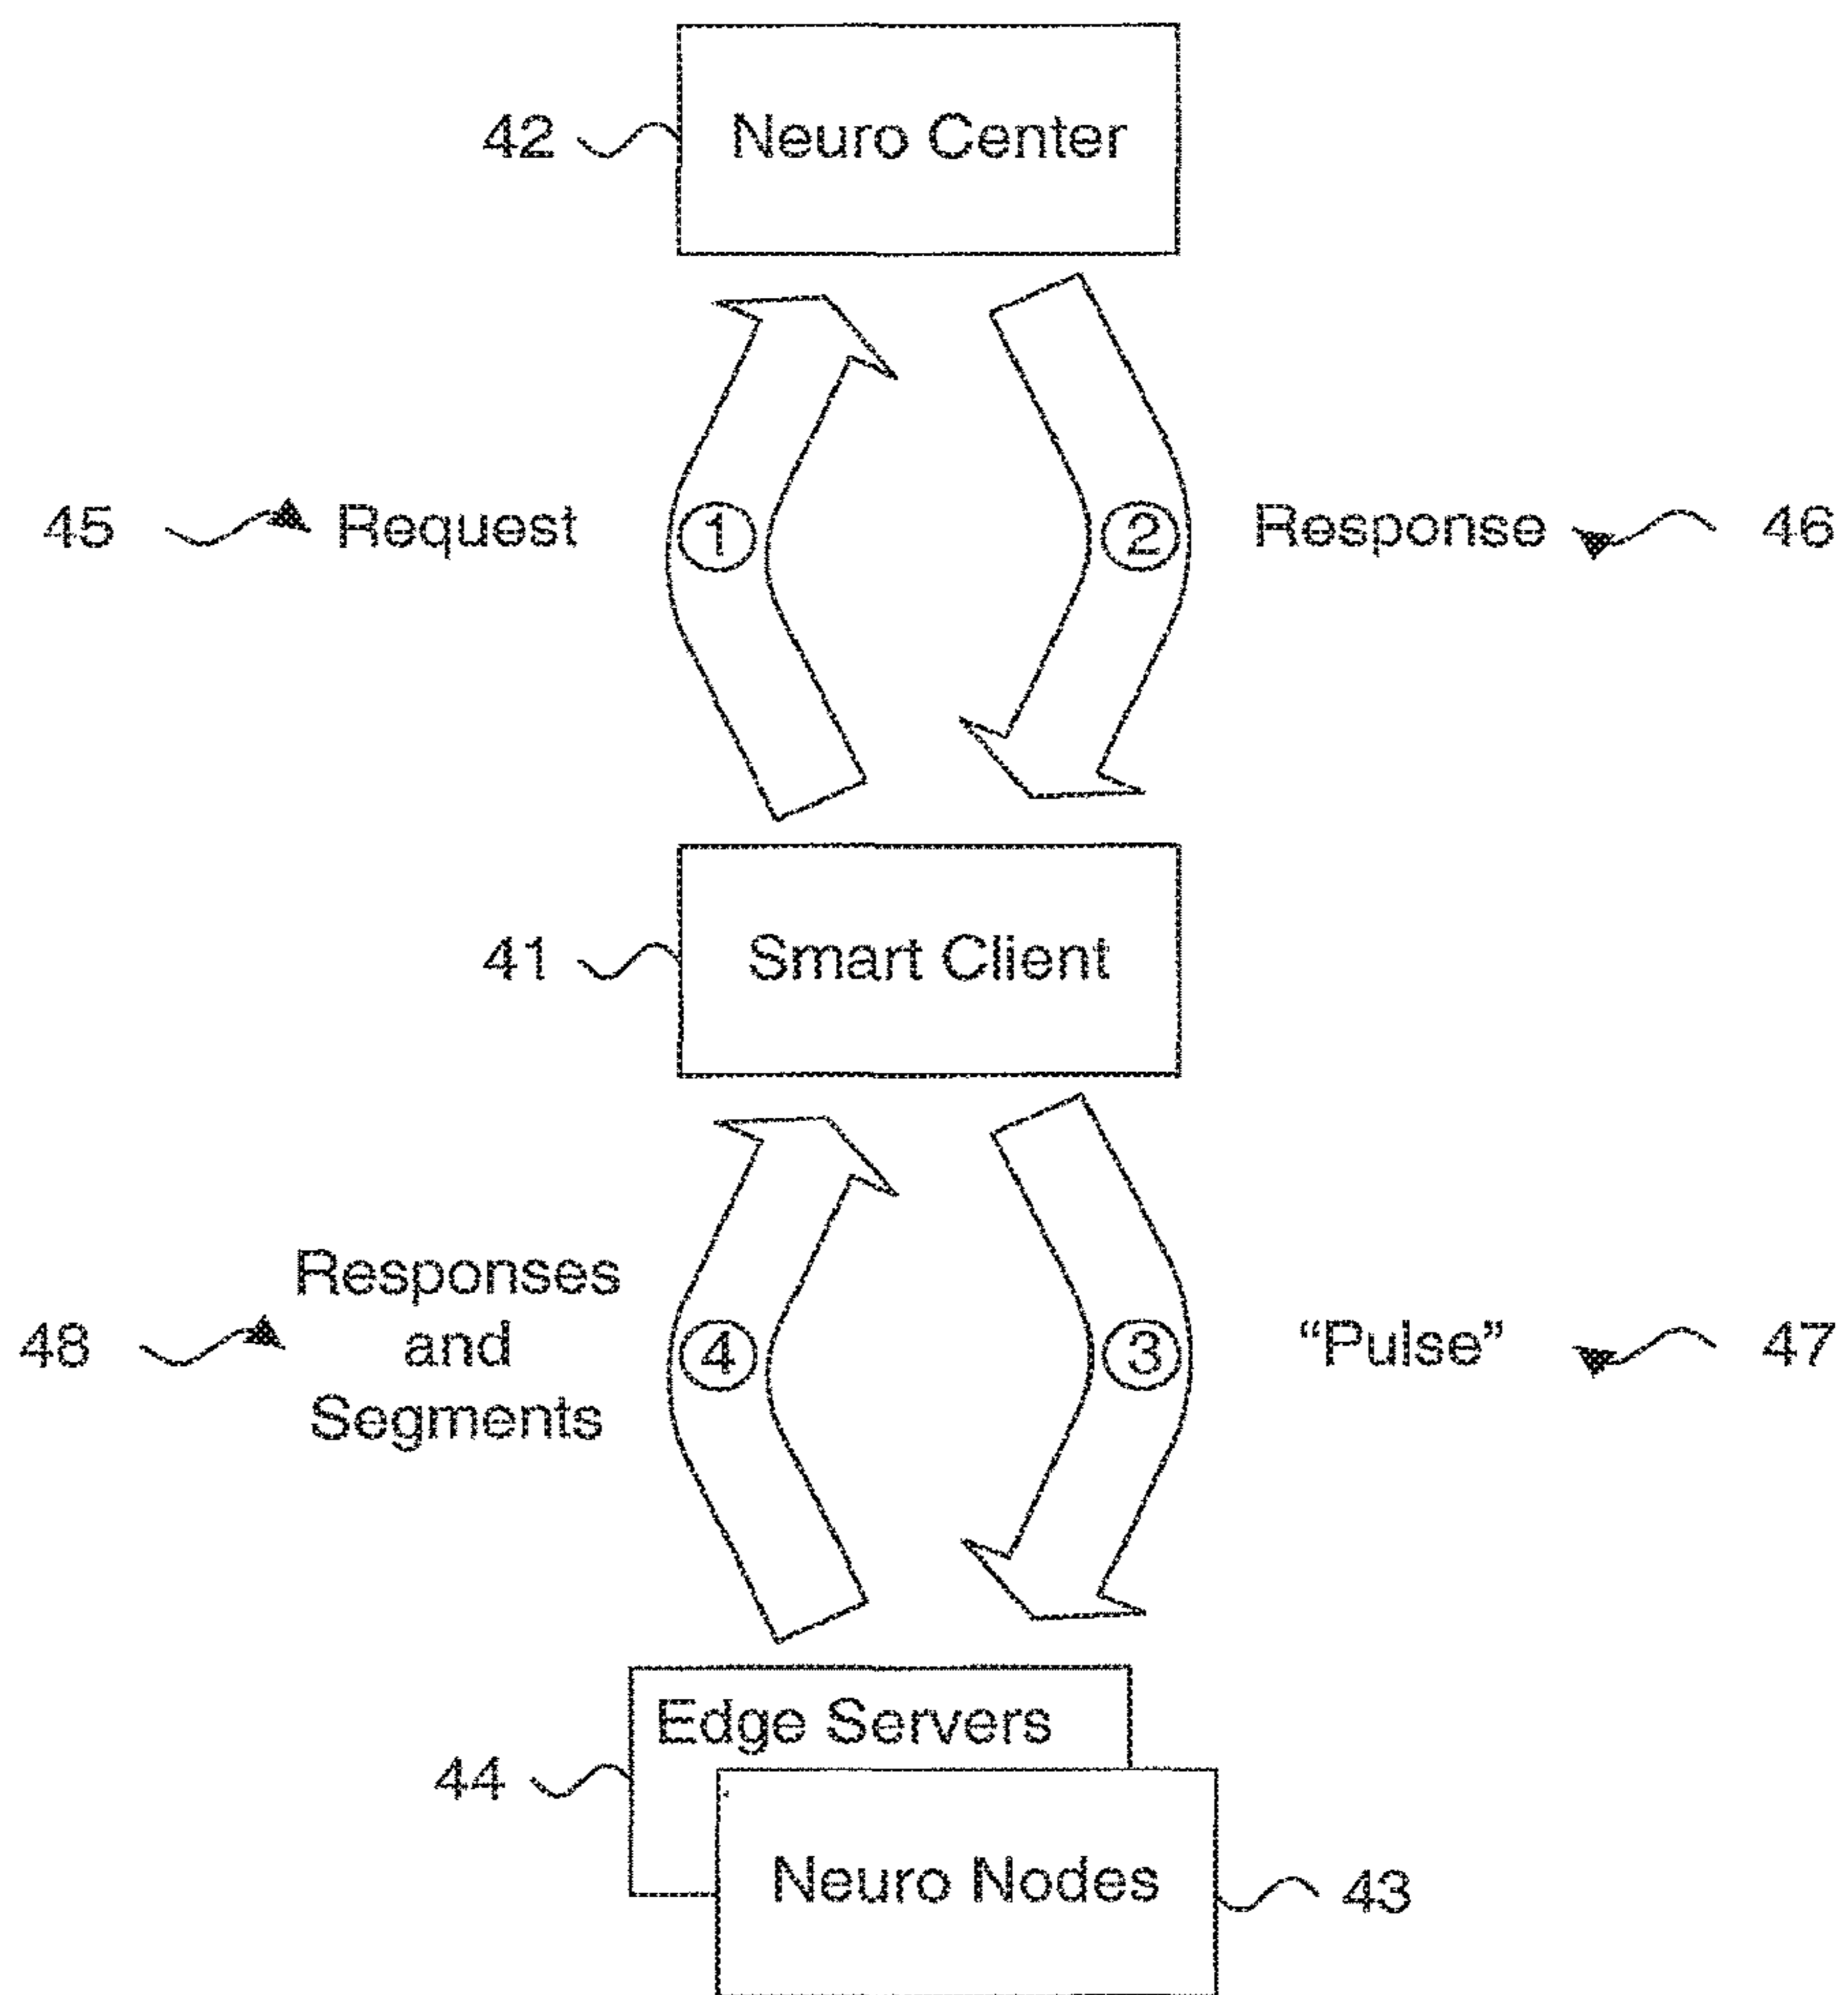 42 Neuro Center
45 Request 1 2 Response 46
41 Smart Client
Responses
48 and 4 3 “Pulse” 47
Segments
Edge Servers
44
Neuro Nodes 43